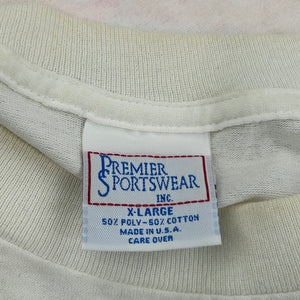 PREMIER
SPORTSWEAR
INC.
X-LARGE
50% POLY-50% COTTON
MADE IN U.S.A.
CARE OVER